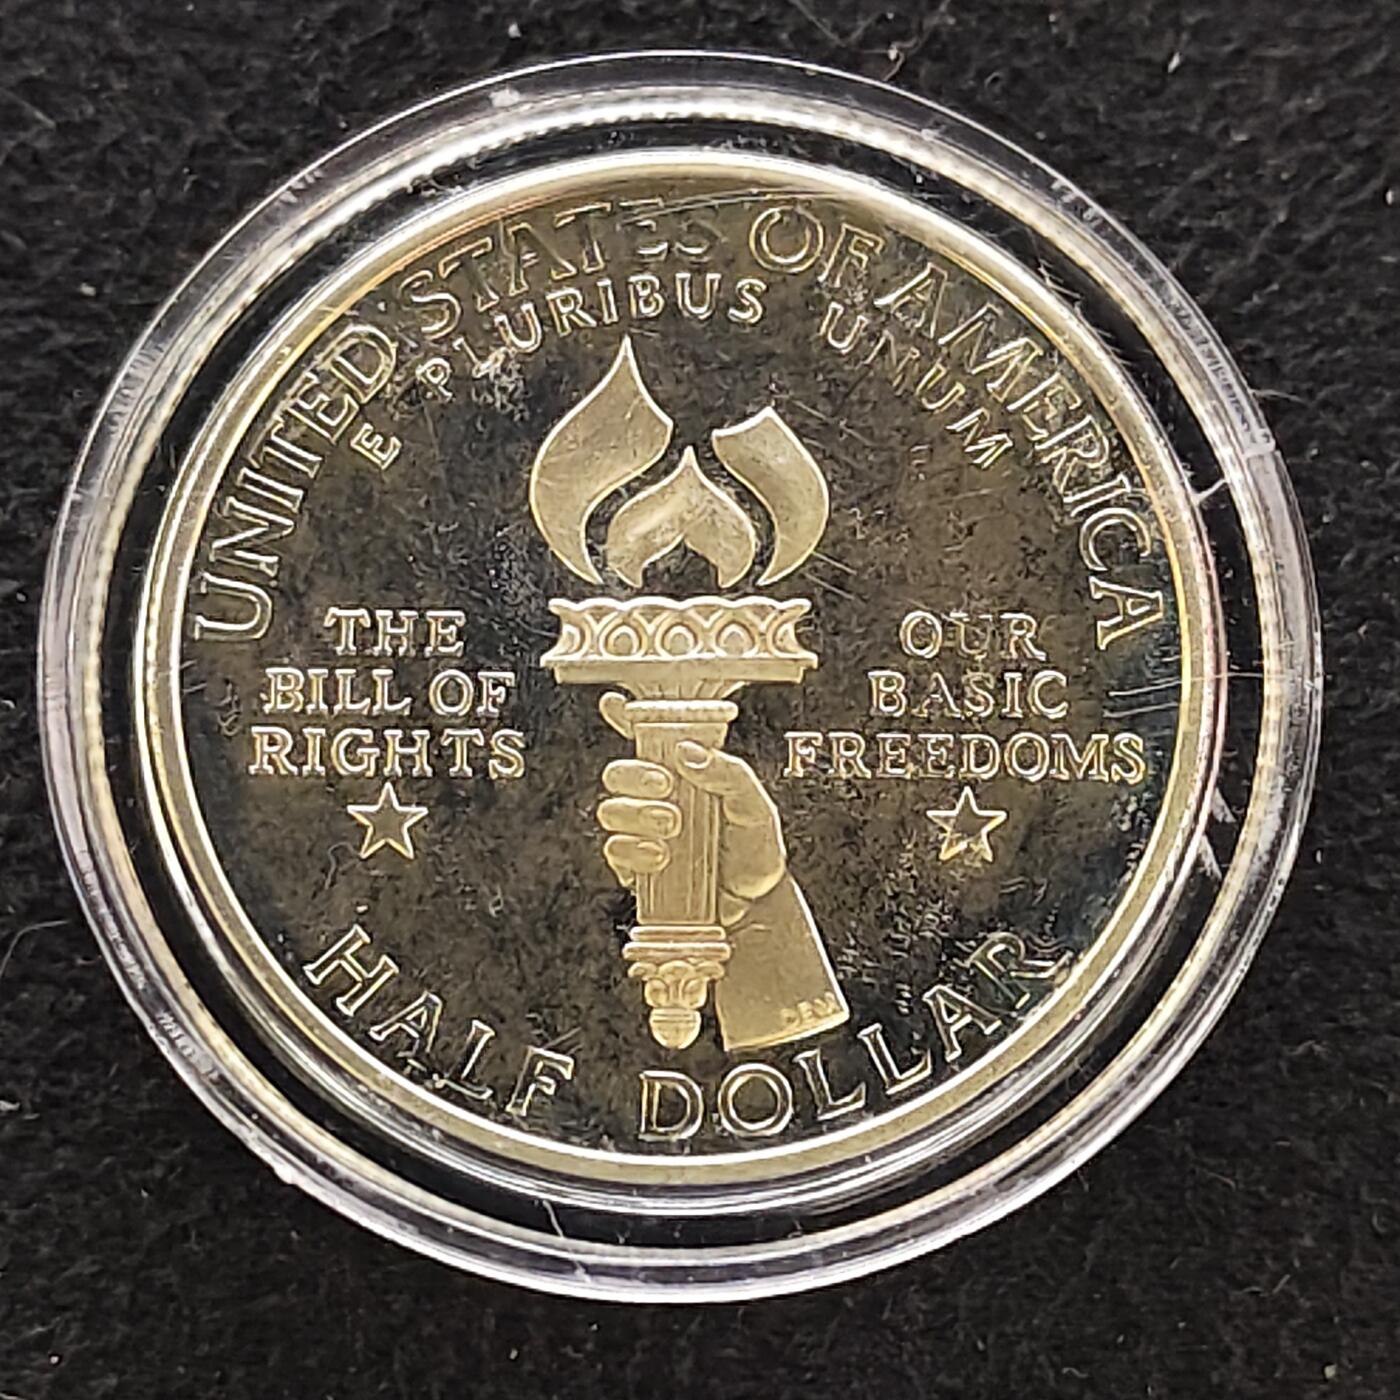 UNITED STATES OF AMERICA
E PLURIBUS UNUM
THE
BILL OF
RIGHTS
OUR
BASIC
FREEDOMS
HALF DOLLAR